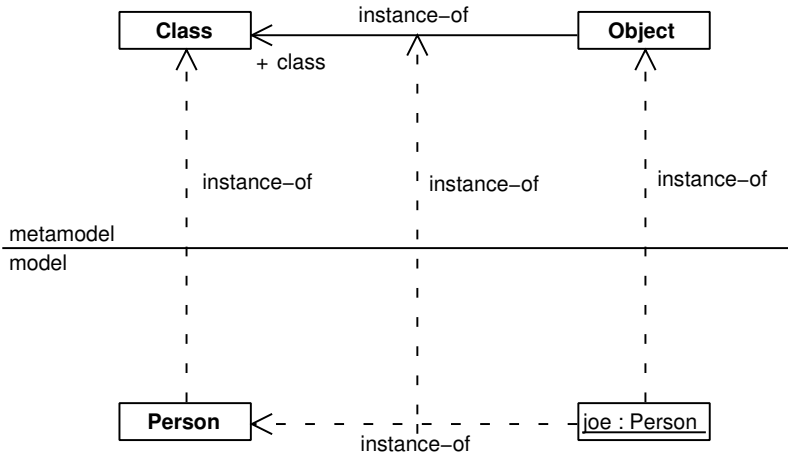 instance−of
Class
Object
+ class
instance−of
instance−of
instance−of
metamodel
model
Person
joe : Person
instance−of